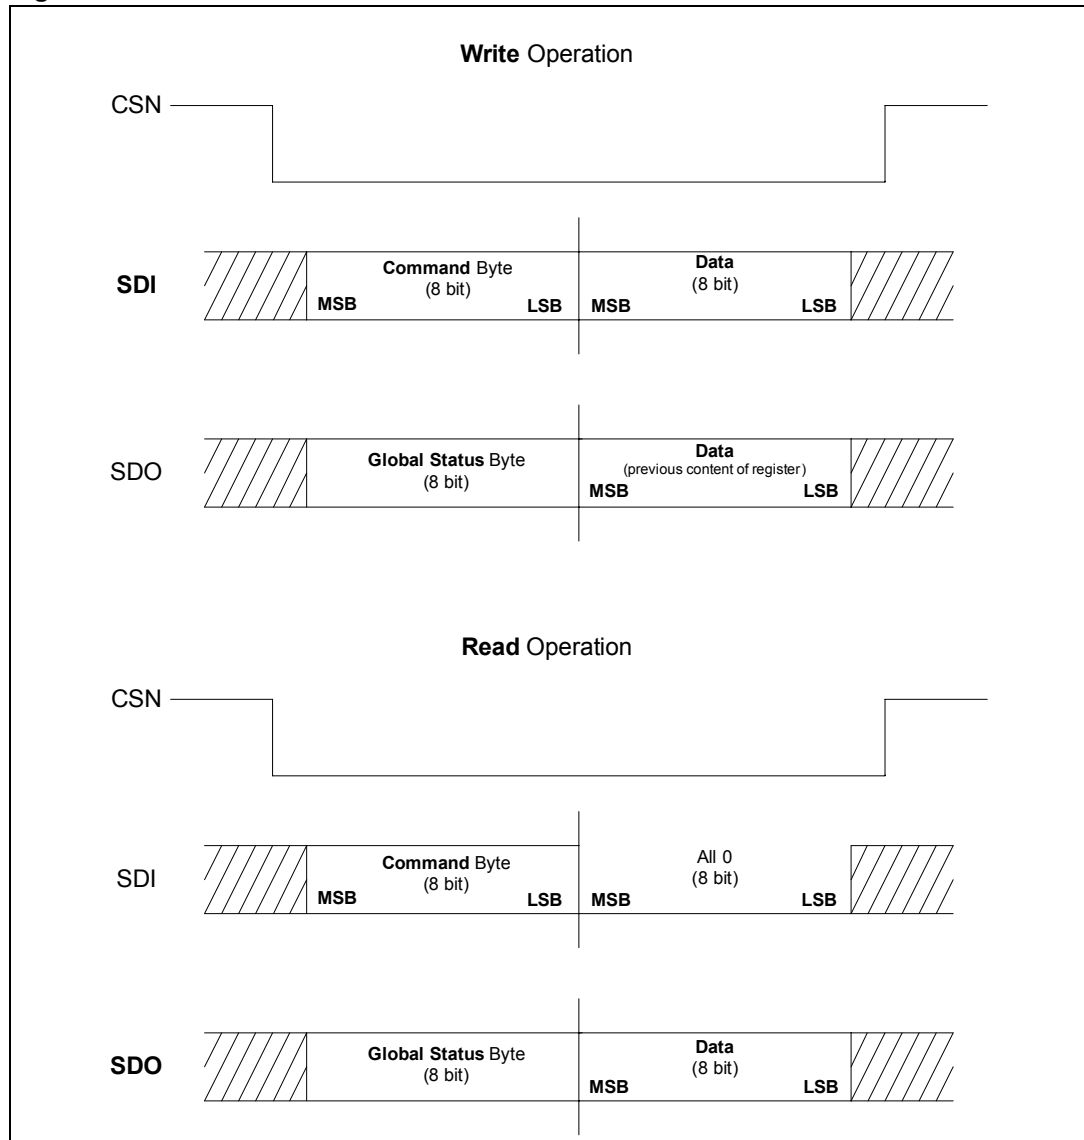 Write Operation
CSN
SDI
Command Byte
(8 bit)
MSB
LSB
Data
(8 bit)
MSB
LSB
SDO
Global Status Byte
(8 bit)
Data
(previous content of register)
MSB
LSB
Read Operation
CSN
SDI
Command Byte
(8 bit)
MSB
LSB
All 0
(8 bit)
MSB
LSB
SDO
Global Status Byte
(8 bit)
Data
(8 bit)
MSB
LSB